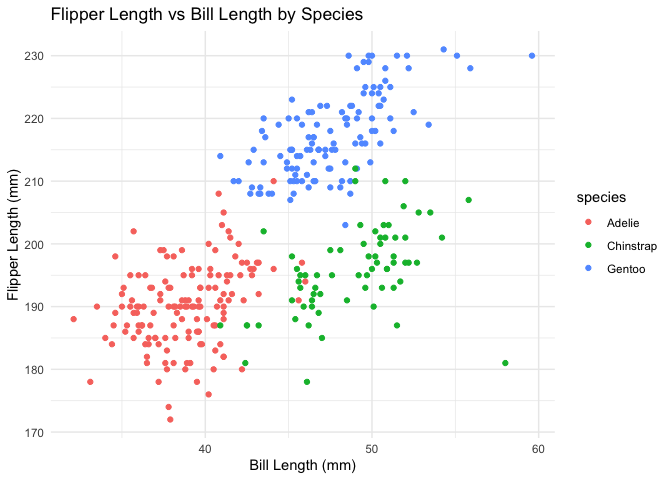 Flipper Length vs Bill Length by Species
Flipper Length (mm)
230
220
210
200
190
180
170
40
50
60
Bill Length (mm)
species
Adelie
Chinstrap
Gentoo